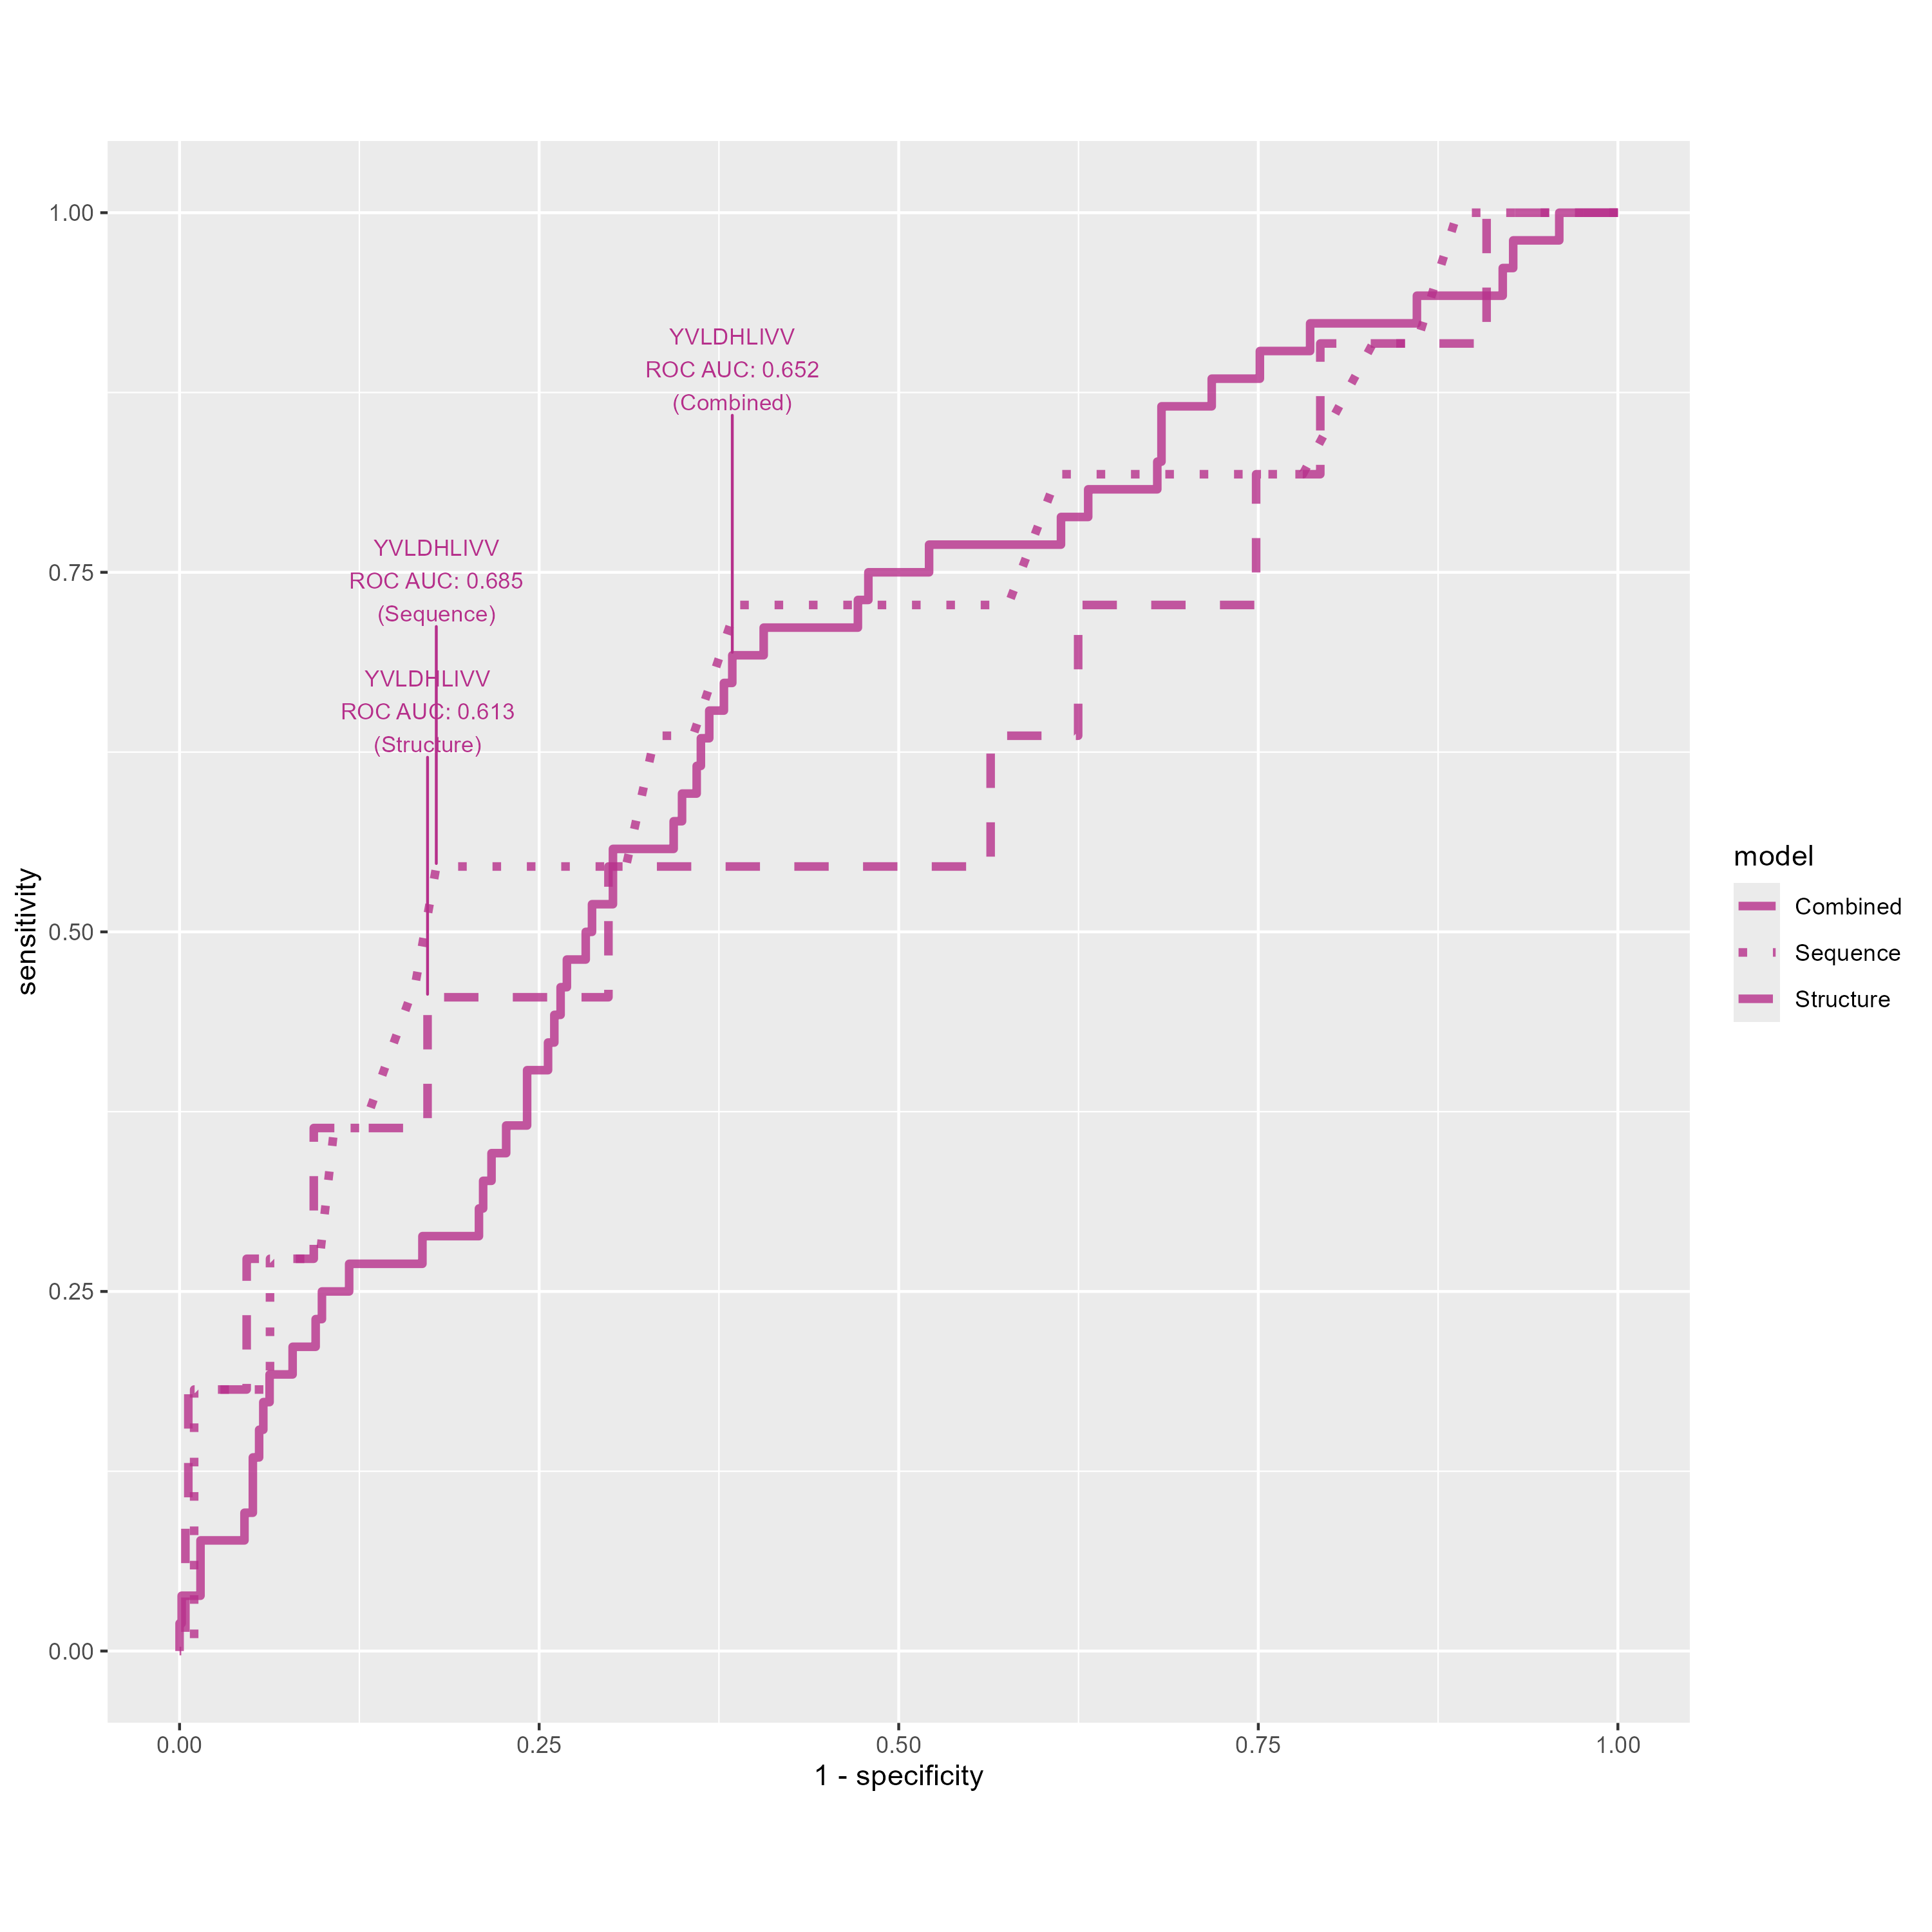 YVLDHLIVV
ROC AUC: 0.652
(Combined)
YVLDHLIVV
ROC AUC: 0.685
(Sequence)
YVLDHLIVV
ROC AUC: 0.613
(Structure)
1.00
0.75
0.50
0.25
0.00
sensitivity
0.00
0.25
0.50
0.75
1.00
1 - specificity
model
Combined
Sequence
Structure